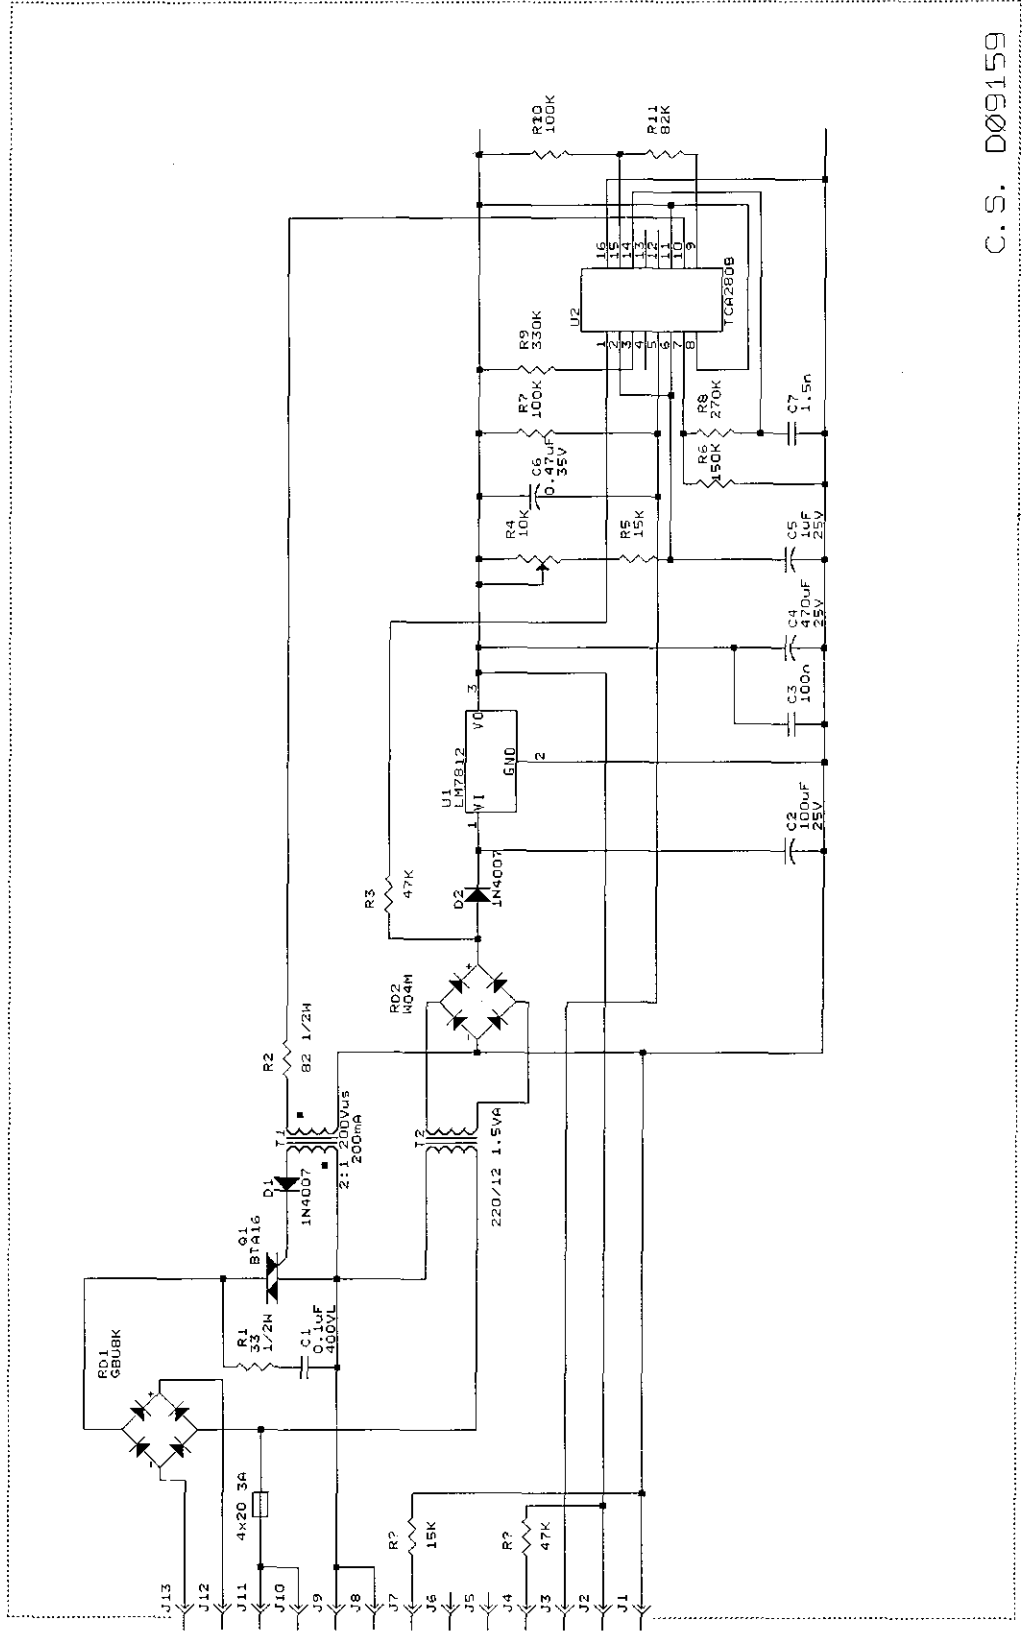 C.S. DØ9159
J13
J12
J11
J10
J9
J8
J7
J6
J5
J4
J3
J2
J1
4x20 3A
R?
15K
R?
47K
RD1
GBU8K
+
-
R1
33
1/2W
C1
0.1uF
400VL
Q1
BTA16
D1
1N4007
T1
2:1 200Vus
200mA
T2
220/12 1.5VA
R2
82 1/2W
RD2
W04M
+
-
R3
47K
D2
1N4007
U1
LM7812
1
VI
VO
3
GND
2
C2
100uF
25V
C3
100n
C4
470uF
25V
C5
1uF
25V
R4
10K
R5
15K
C6
0.47uF
35V
R7
100K
R9
330K
R6
150K
R8
270K
C7
1.5n
U2
TCA280B
1
2
3
4
5
6
7
8
16
15
14
13
12
11
10
9
R10
100K
R11
82K